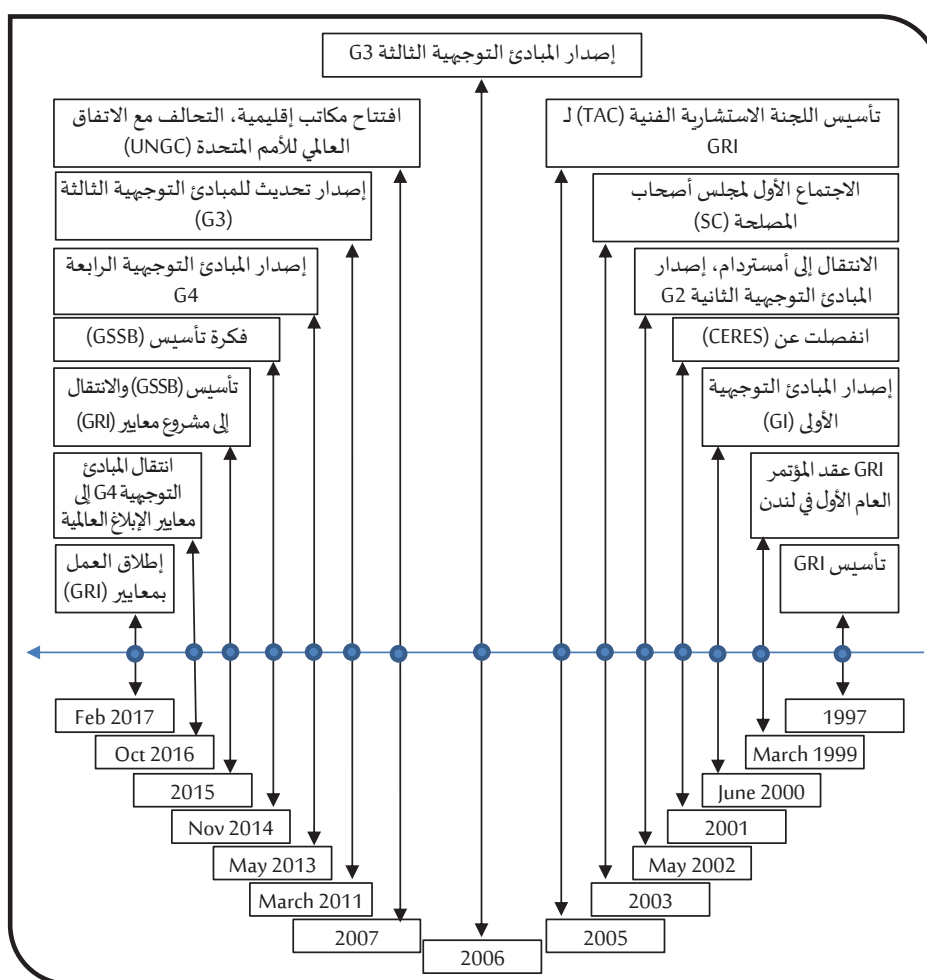 إصدار المبادئ التوجيهية الثالثة G3
تأسيس اللجنة الاستشارية الفنية (TAC) لـ
GRI
الاجتماع الأول لمجلس أصحاب
المصلحة (SC)
الانتقال إلى أمستردام، إصدار
المبادئ التوجيهية الثانية G2
انفصلت عن (CERES)
إصدار المبادئ التوجيهية
الأولى (GI)
GRI عقد المؤتمر
العام الأول في لندن
تأسيس GRI
افتتاح مكاتب إقليمية، التحالف مع الاتفاق
العالمي للأمم المتحدة (UNGC)
إصدار تحديث للمبادئ التوجيهية الثالثة
(G3)
إصدار المبادئ التوجيهية الرابعة
G4
فكرة تأسيس (GSSB)
تأسيس (GSSB) والانتقال
إلى مشروع معايير (GRI)
انتقال المبادئ
التوجيهية G4 إلى
معايير الإبلاغ العالمية
إطلاق العمل
بمعايير (GRI)
1997
March 1999
June 2000
2001
May 2002
2003
2005
2006
2007
March 2011
May 2013
Nov 2014
2015
Oct 2016
Feb 2017